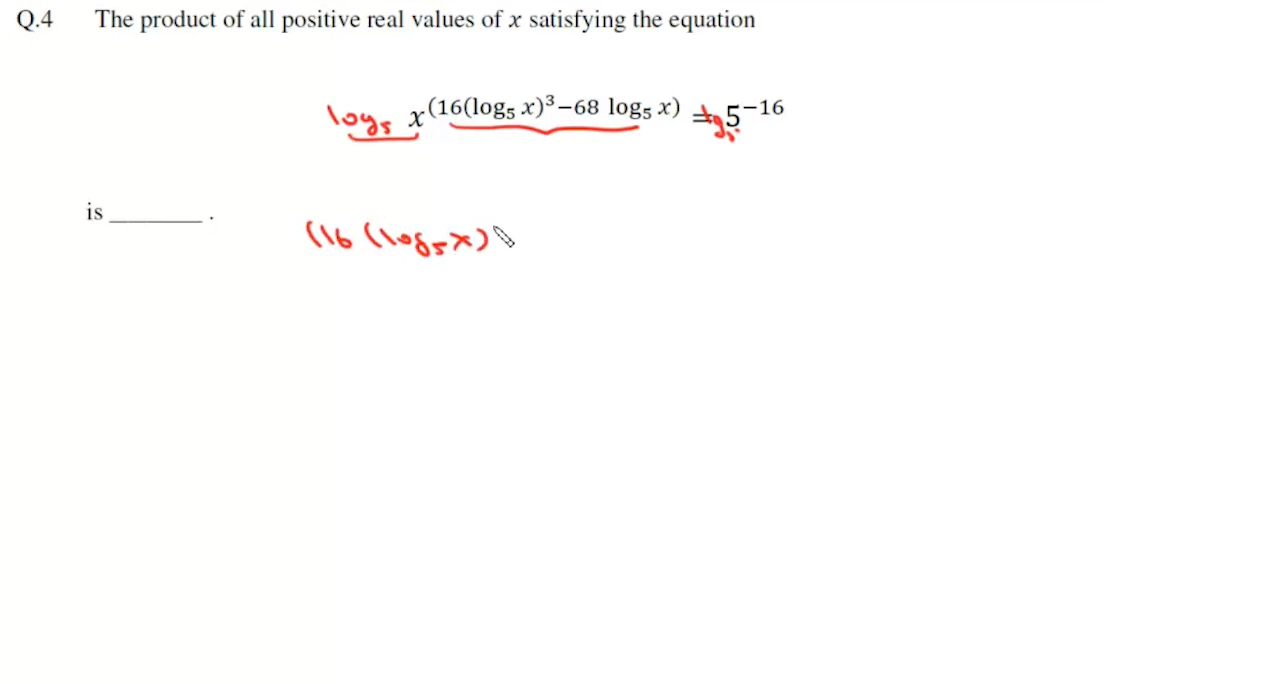 Q.4 The product of all positive real values of x satisfying the equation
log₅ x^(16(log₅ x)³−68 log₅ x) = log₅ 5⁻¹⁶
is ________ .
(16 (log₅x)